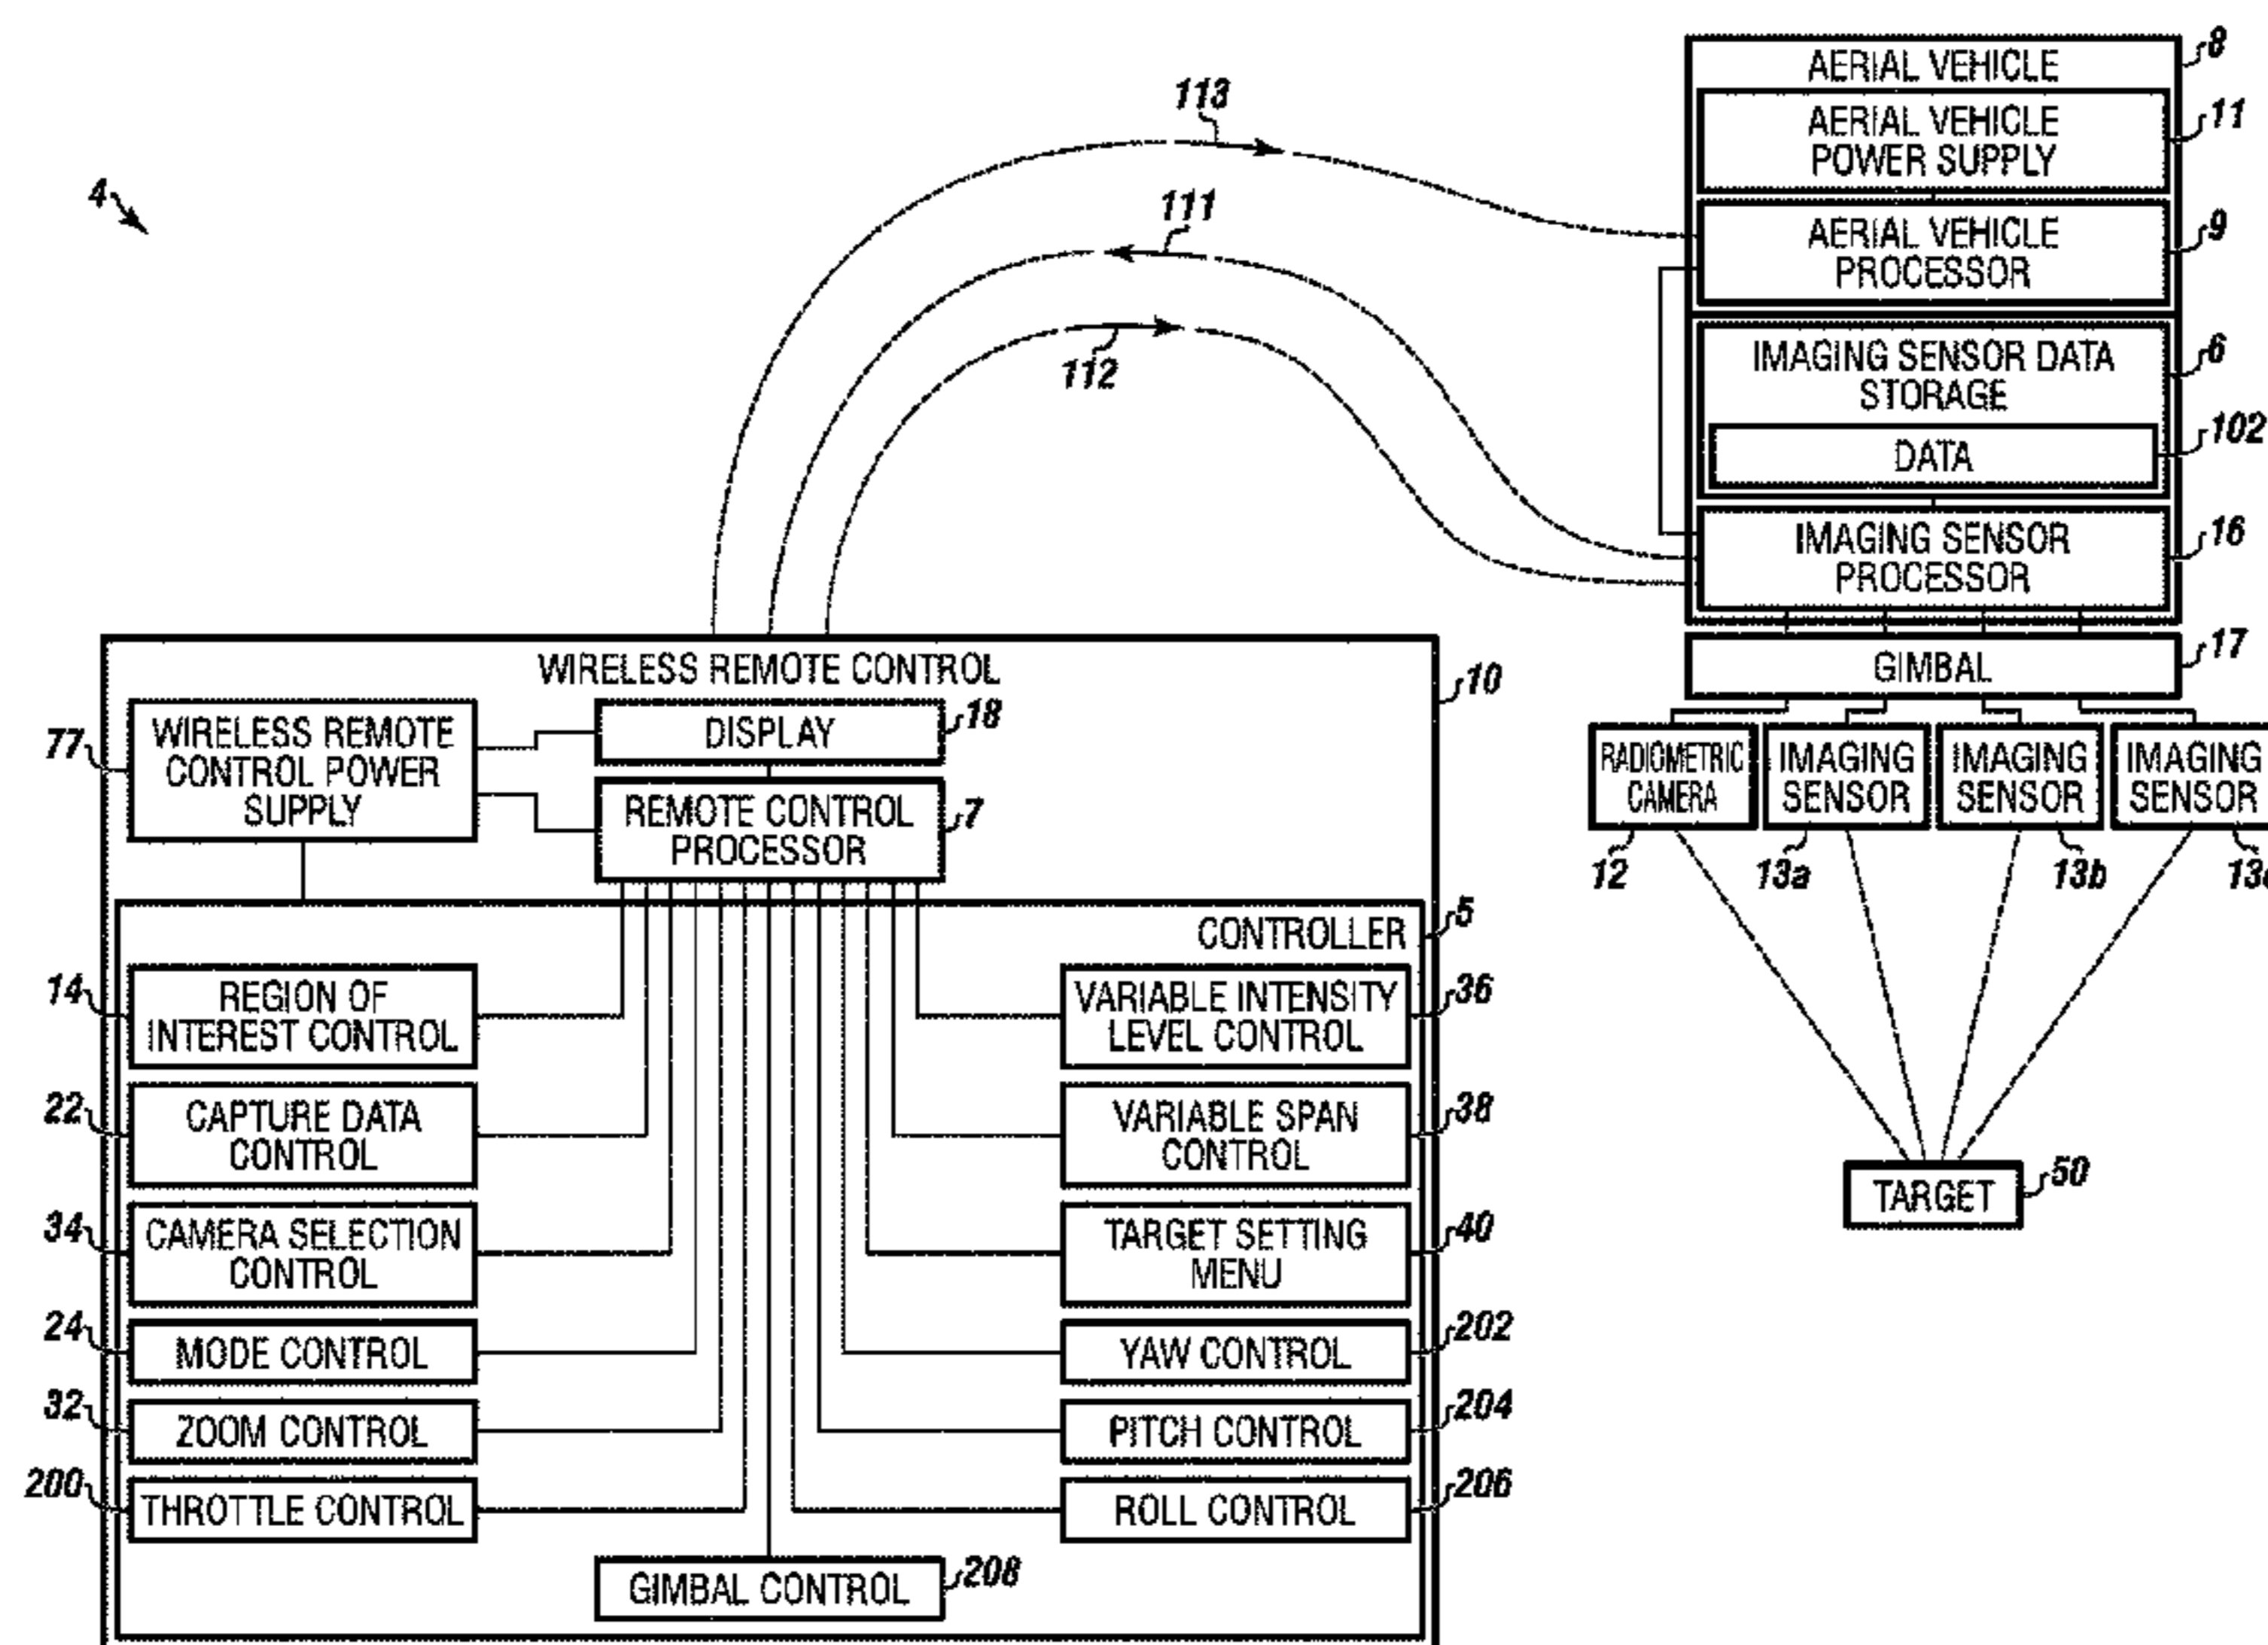 4
113
111
112
AERIAL VEHICLE
8
AERIAL VEHICLE
POWER SUPPLY
11
AERIAL VEHICLE
PROCESSOR
9
IMAGING SENSOR DATA
STORAGE
6
DATA
102
IMAGING SENSOR
PROCESSOR
16
GIMBAL
17
RADIOMETRIC
CAMERA
12
IMAGING
SENSOR
13a
IMAGING
SENSOR
13b
IMAGING
SENSOR
TARGET
50
WIRELESS REMOTE CONTROL
10
WIRELESS REMOTE
CONTROL POWER
SUPPLY
77
DISPLAY
18
REMOTE CONTROL
PROCESSOR
7
CONTROLLER
5
14
REGION OF
INTEREST CONTROL
22
CAPTURE DATA
CONTROL
34
CAMERA SELECTION
CONTROL
24
MODE CONTROL
32
ZOOM CONTROL
200
THROTTLE CONTROL
VARIABLE INTENSITY
LEVEL CONTROL
36
VARIABLE SPAN
CONTROL
38
TARGET SETTING
MENU
40
YAW CONTROL
202
PITCH CONTROL
204
ROLL CONTROL
206
GIMBAL CONTROL
208